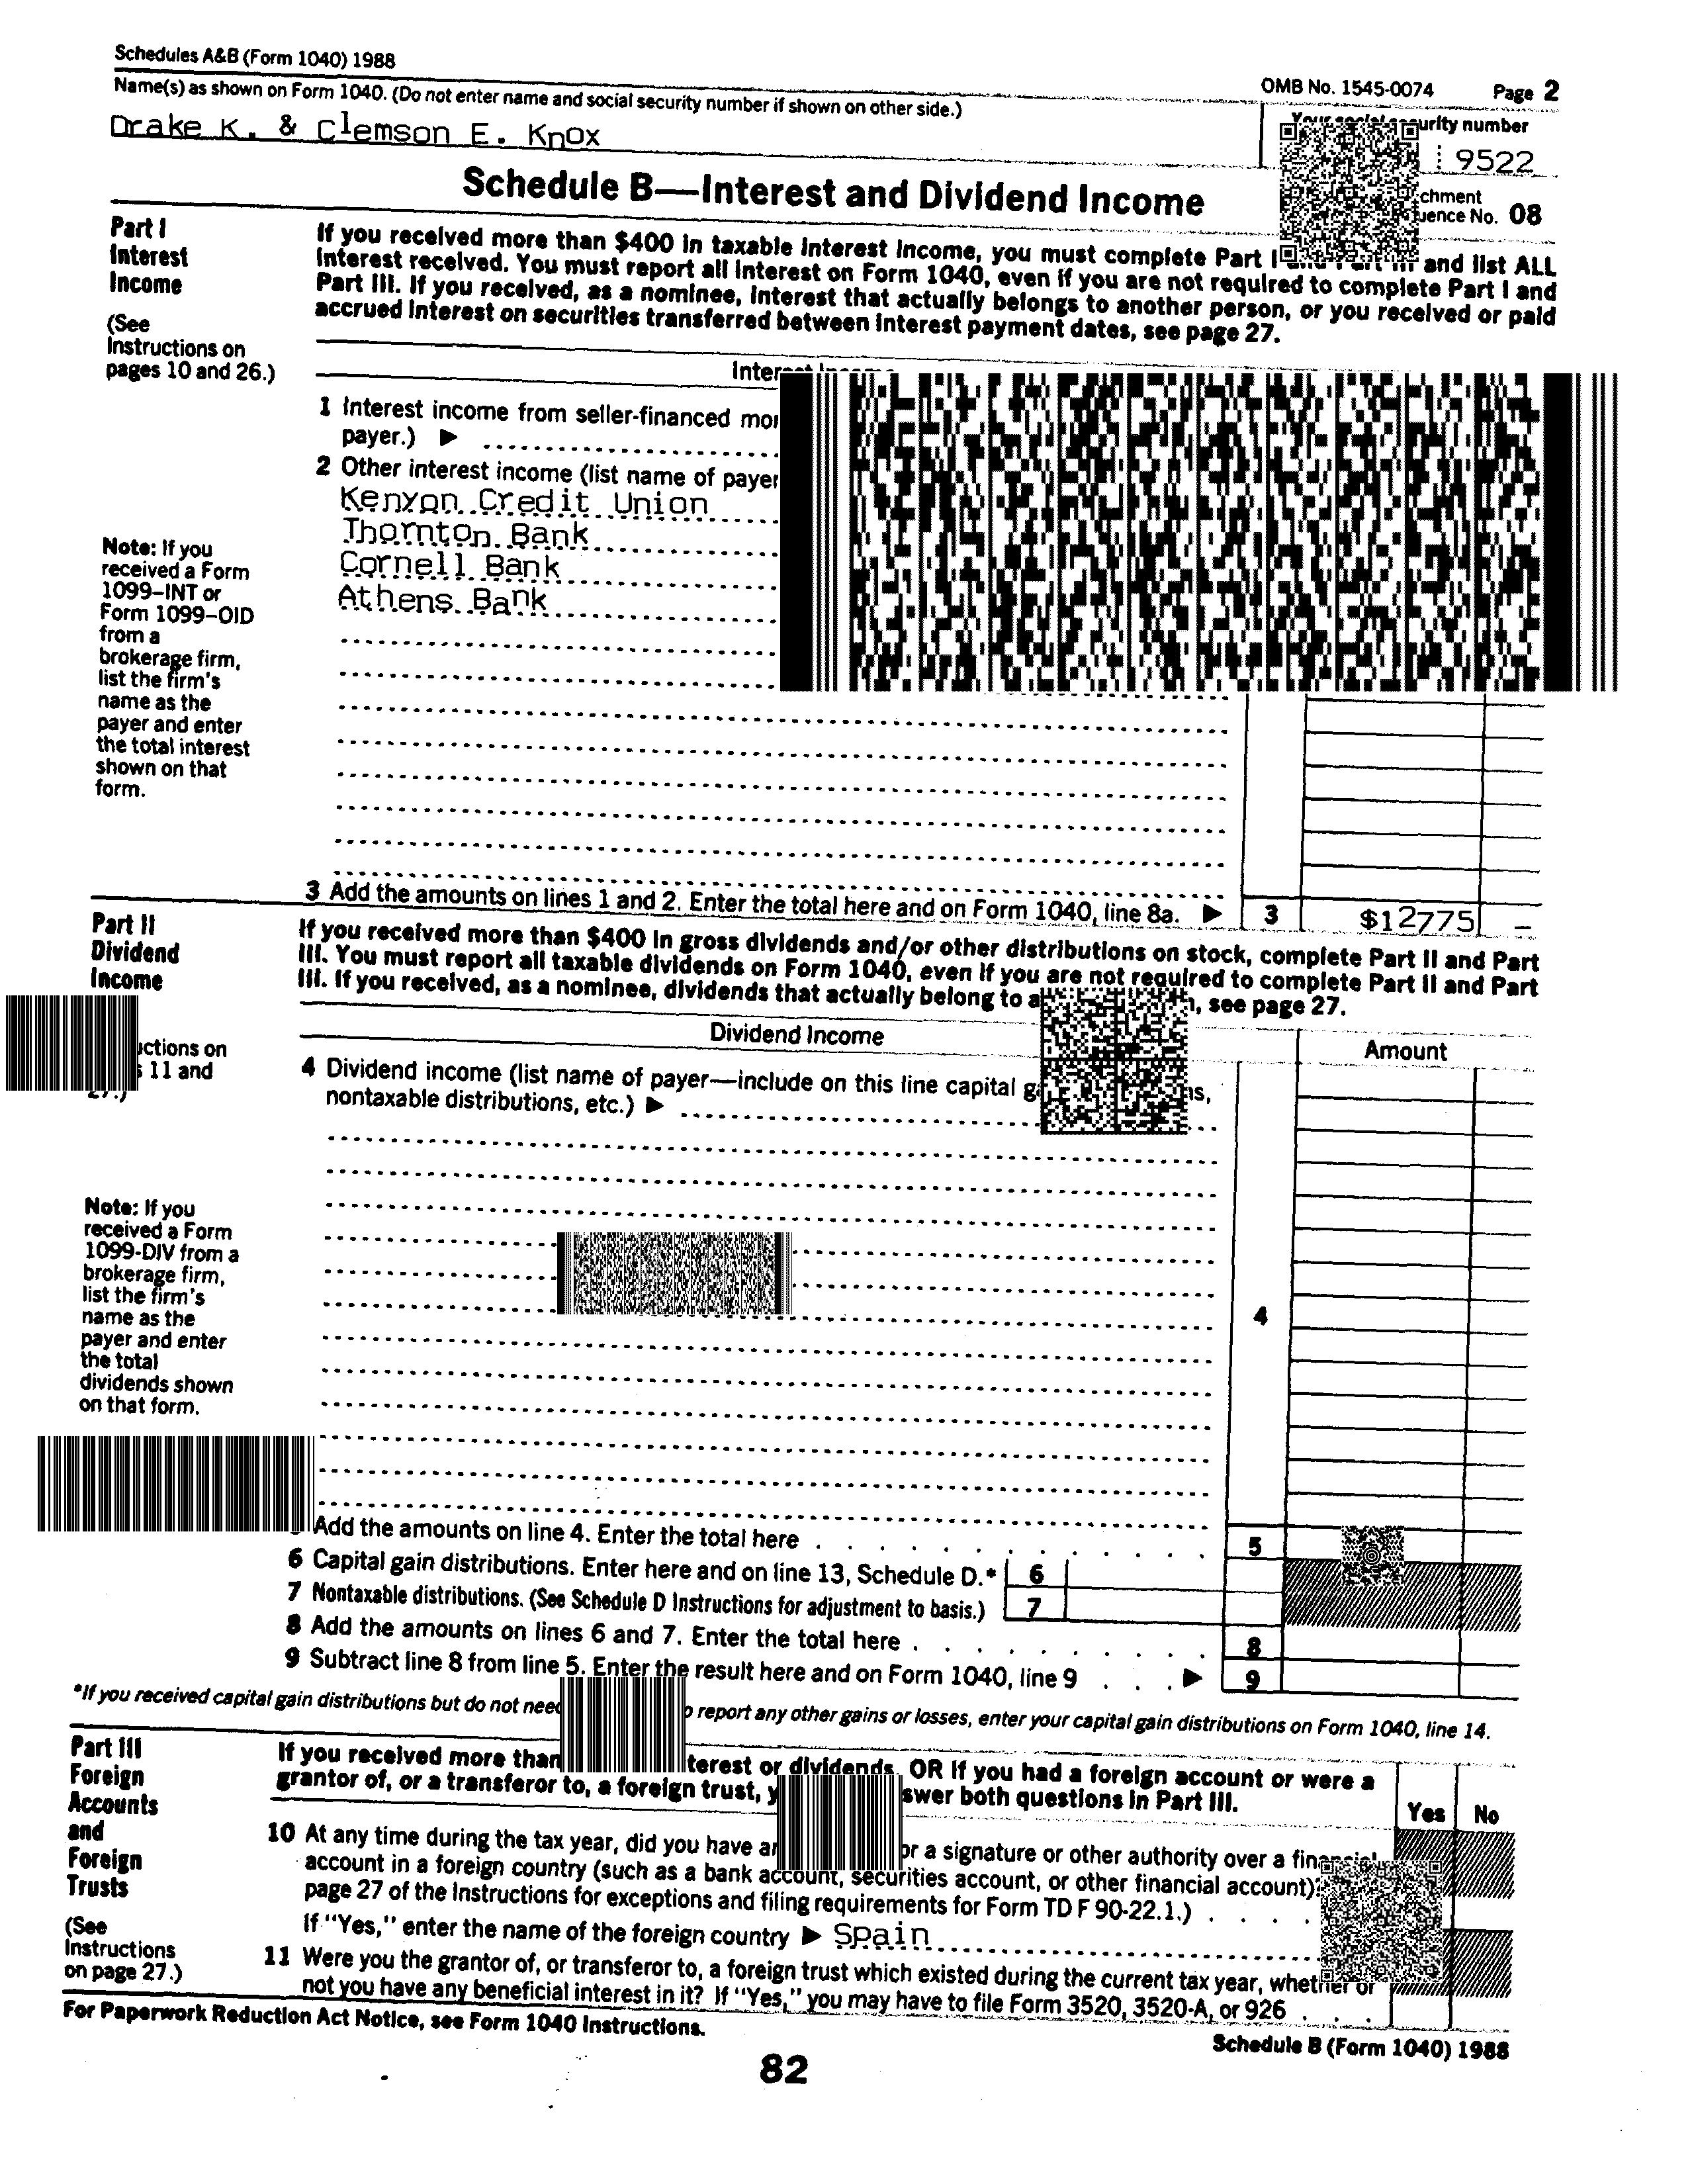 Schedules A&B (Form 1040) 1988
OMB No. 1545-0074 Page 2
Name(s) as shown on Form 1040. (Do not enter name and social security number if shown on other side.)
urity number
Drake K. & Clemson E. Knox
9522
Schedule B—Interest and Dividend Income
chment
uence No. 08
Part I
Interest
Income
(See
Instructions on
pages 10 and 26.)
If you received more than $400 in taxable interest income, you must complete Part I and list ALL
interest received. You must report all interest on Form 1040, even if you are not required to complete Part I and
Part III. If you received, as a nominee, interest that actually belongs to another person, or you received or paid
accrued interest on securities transferred between interest payment dates, see page 27.
1 Interest income from seller-financed
payer.) ▶
2 Other interest income (list name of payer
Kenyon Credit Union
Thornton Bank
Cornell Bank
Athens Bank
Note: If you
received a Form
1099–INT or
Form 1099–OID
from a
brokerage firm,
list the firm's
name as the
payer and enter
the total interest
shown on that
form.
3 Add the amounts on lines 1 and 2. Enter the total here and on Form 1040, line 8a. ▶ 3 $12775 –
Part II
Dividend
Income
ctions on
11 and
27.)
If you received more than $400 in gross dividends and/or other distributions on stock, complete Part II and Part
III. You must report all taxable dividends on Form 1040, even if you are not required to complete Part II and Part
III. If you received, as a nominee, dividends that actually belong to a n, see page 27.
Dividend Income
Amount
4 Dividend income (list name of payer—include on this line capital g ns,
nontaxable distributions, etc.) ▶
Note: If you
received a Form
1099-DIV from a
brokerage firm,
list the firm's
name as the
payer and enter
the total
dividends shown
on that form.
4
Add the amounts on line 4. Enter the total here 5
6 Capital gain distributions. Enter here and on line 13, Schedule D.* 6
7 Nontaxable distributions. (See Schedule D Instructions for adjustment to basis.) 7
8 Add the amounts on lines 6 and 7. Enter the total here 8
9 Subtract line 8 from line 5. Enter the result here and on Form 1040, line 9 ▶ 9
*If you received capital gain distributions but do not need report any other gains or losses, enter your capital gain distributions on Form 1040, line 14.
Part III
Foreign
Accounts
and
Foreign
Trusts
(See
Instructions
on page 27.)
If you received more than terest or dividends, OR if you had a foreign account or were a
grantor of, or a transferor to, a foreign trust, y swer both questions in Part III.
Yes No
10 At any time during the tax year, did you have an or a signature or other authority over a financial
account in a foreign country (such as a bank account, securities account, or other financial account)?
page 27 of the Instructions for exceptions and filing requirements for Form TD F 90-22.1.)
If "Yes," enter the name of the foreign country ▶ Spain
11 Were you the grantor of, or transferor to, a foreign trust which existed during the current tax year, whether or
not you have any beneficial interest in it? If "Yes," you may have to file Form 3520, 3520-A, or 926
For Paperwork Reduction Act Notice, see Form 1040 Instructions.
Schedule B (Form 1040) 1988
82